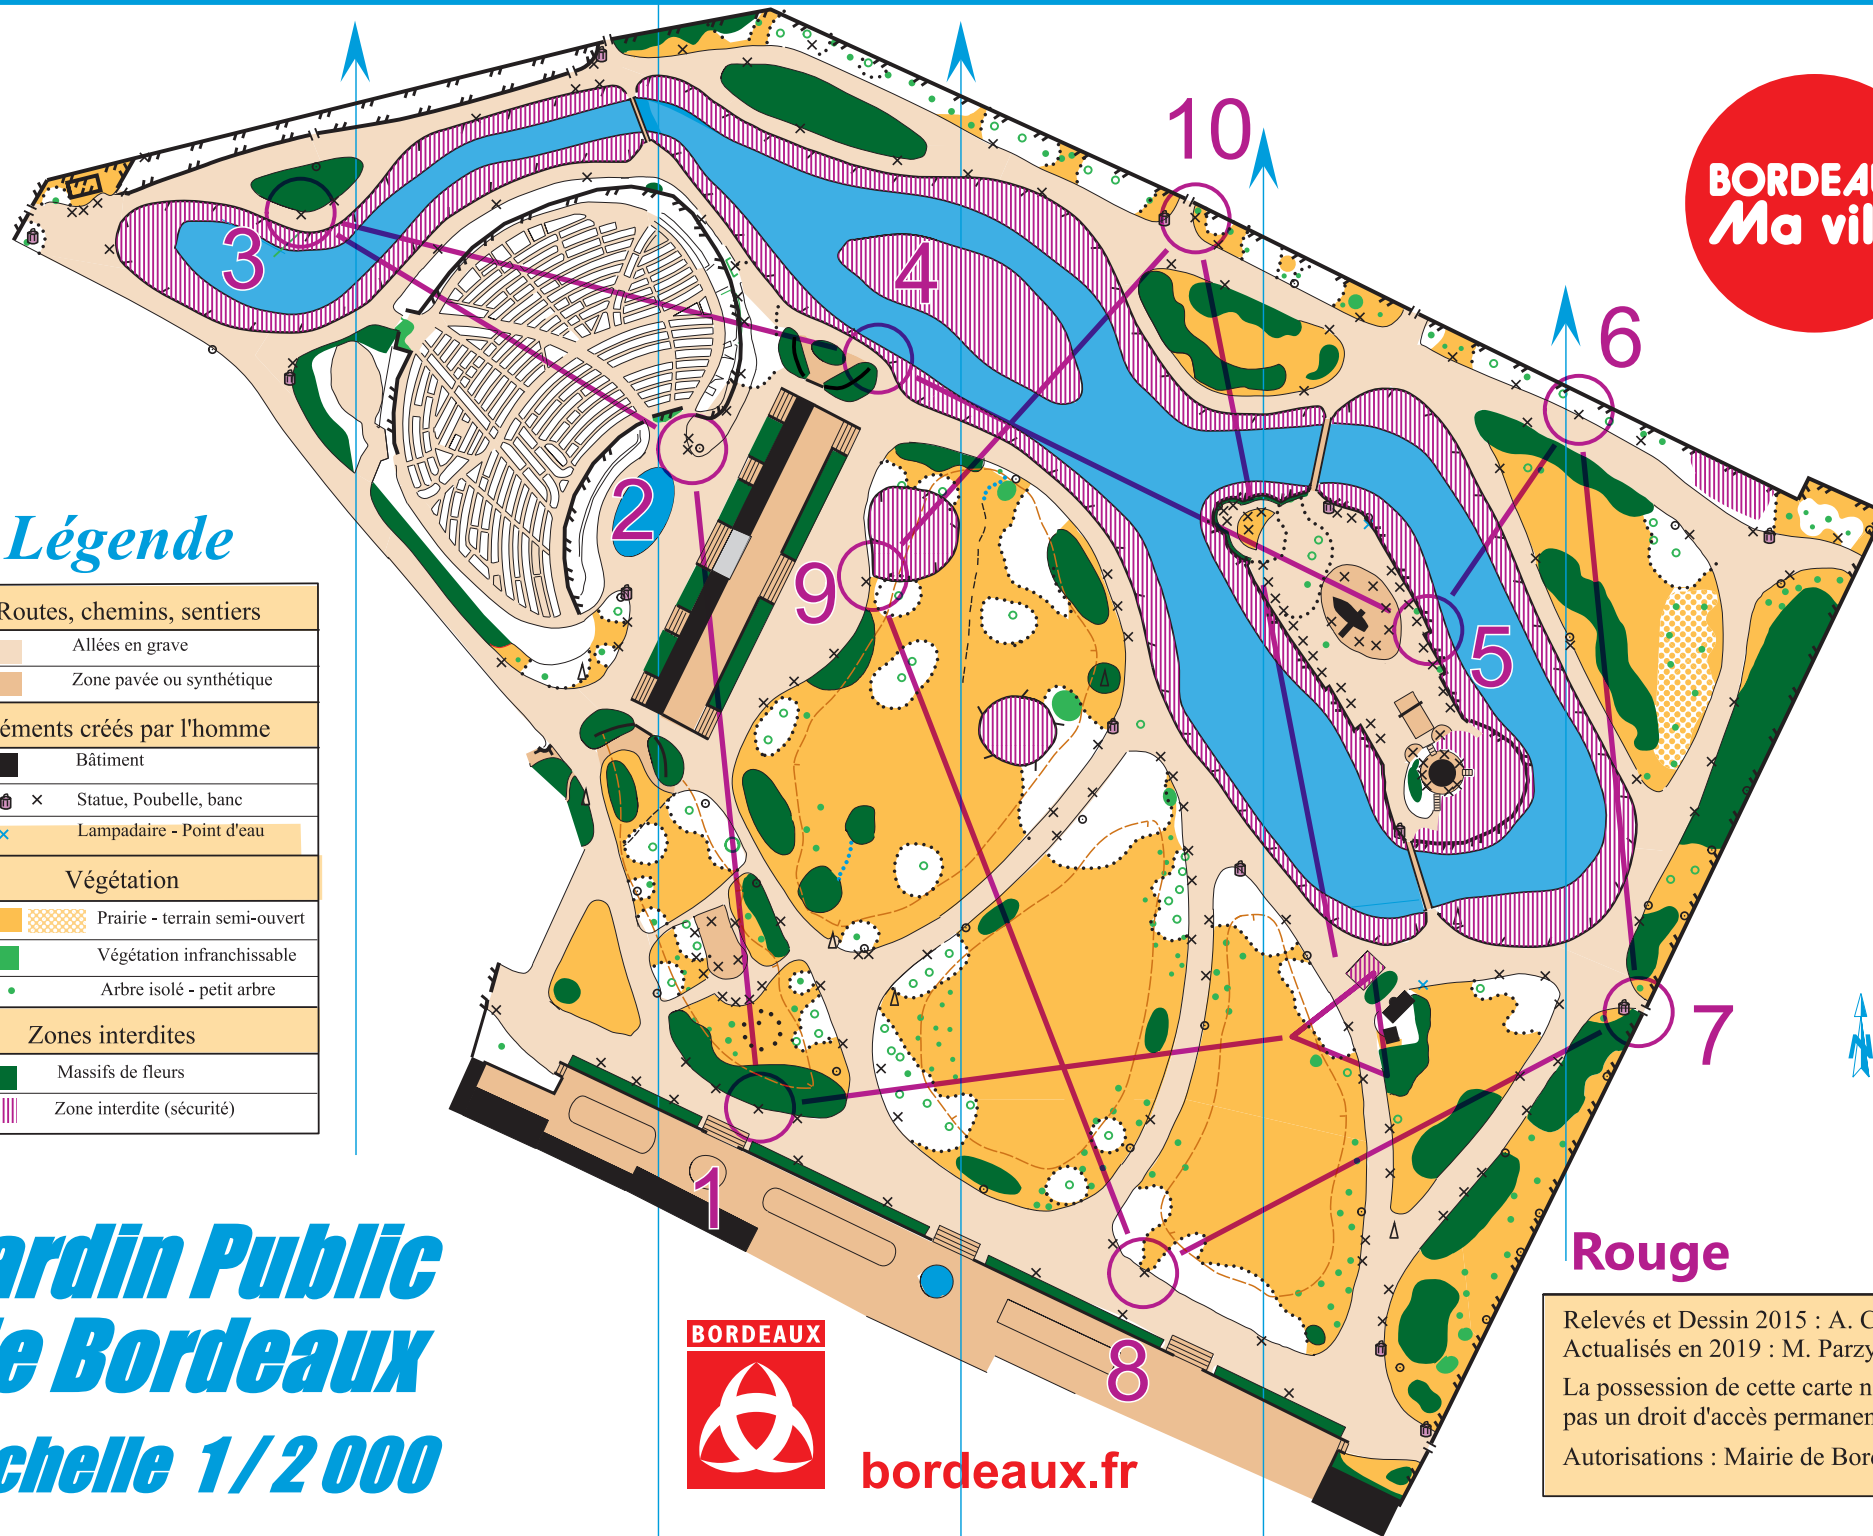 10
BORDEAU
Ma vil
3
4
6
2
9
5
Légende
Routes, chemins, sentiers
Allées en grave
Zone pavée ou synthétique
éments créés par l'homme
Bâtiment
Statue, Poubelle, banc
Lampadaire - Point d'eau
Végétation
Prairie - terrain semi-ouvert
Végétation infranchissable
Arbre isolé - petit arbre
Zones interdites
Massifs de fleurs
Zone interdite (sécurité)
7
N
1
8
ardin Public
e Bordeaux
chelle 1 / 2 000
BORDEAUX
bordeaux.fr
Rouge
Relevés et Dessin 2015 : A. C
Actualisés en 2019 : M. Parzy
La possession de cette carte n
pas un droit d'accès permanen
Autorisations : Mairie de Bor